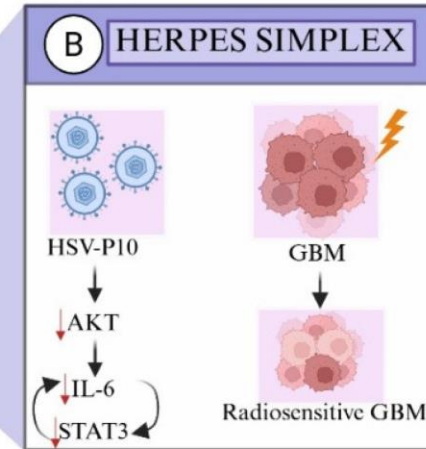 B HERPES SIMPLEX
HSV-P10
↓AKT
↓IL-6
↓STAT3
GBM
Radiosensitive GBM